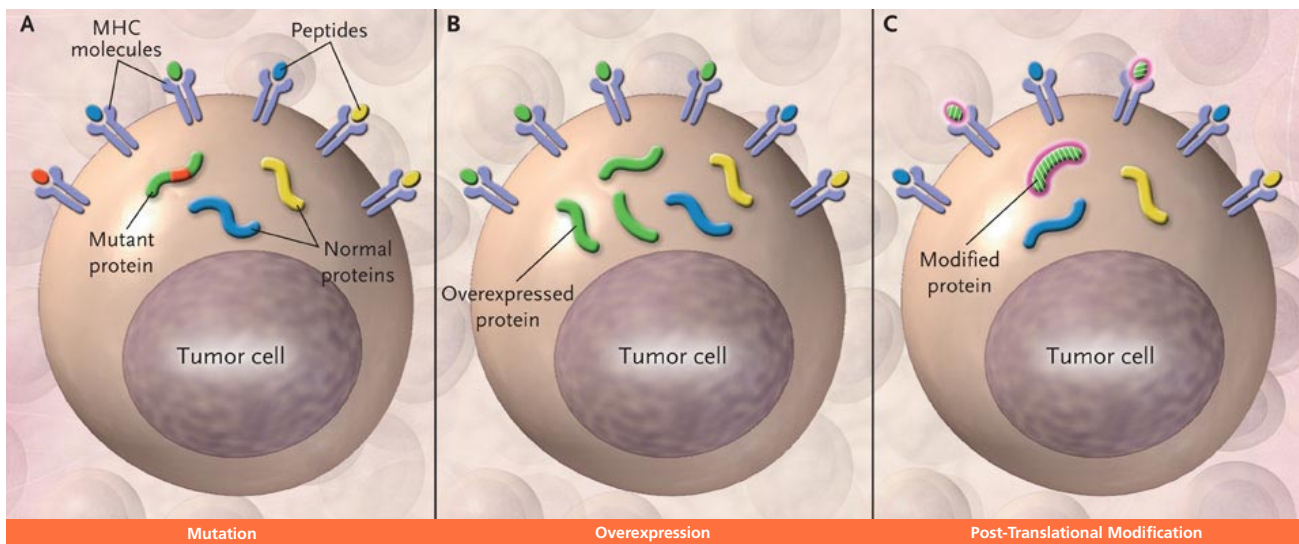 A
MHC
molecules
Peptides
Mutant
protein
Normal
proteins
Tumor cell
Mutation
B
Overexpressed
protein
Tumor cell
Overexpression
C
Modified
protein
Tumor cell
Post-Translational Modification